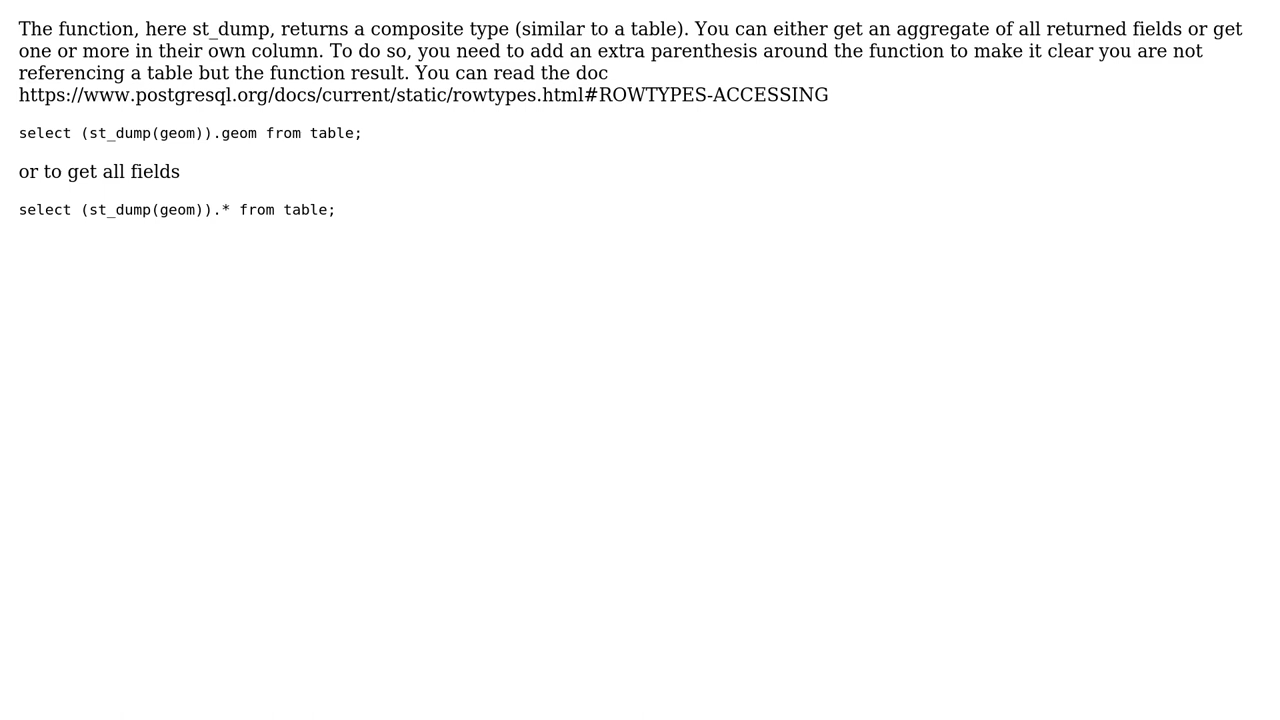 The function, here st_dump, returns a composite type (similar to a table). You can either get an aggregate of all returned fields or get
one or more in their own column. To do so, you need to add an extra parenthesis around the function to make it clear you are not
referencing a table but the function result. You can read the doc
https://www.postgresql.org/docs/current/static/rowtypes.html#ROWTYPES-ACCESSING
select (st_dump(geom)).geom from table;
or to get all fields
select (st_dump(geom)).* from table;